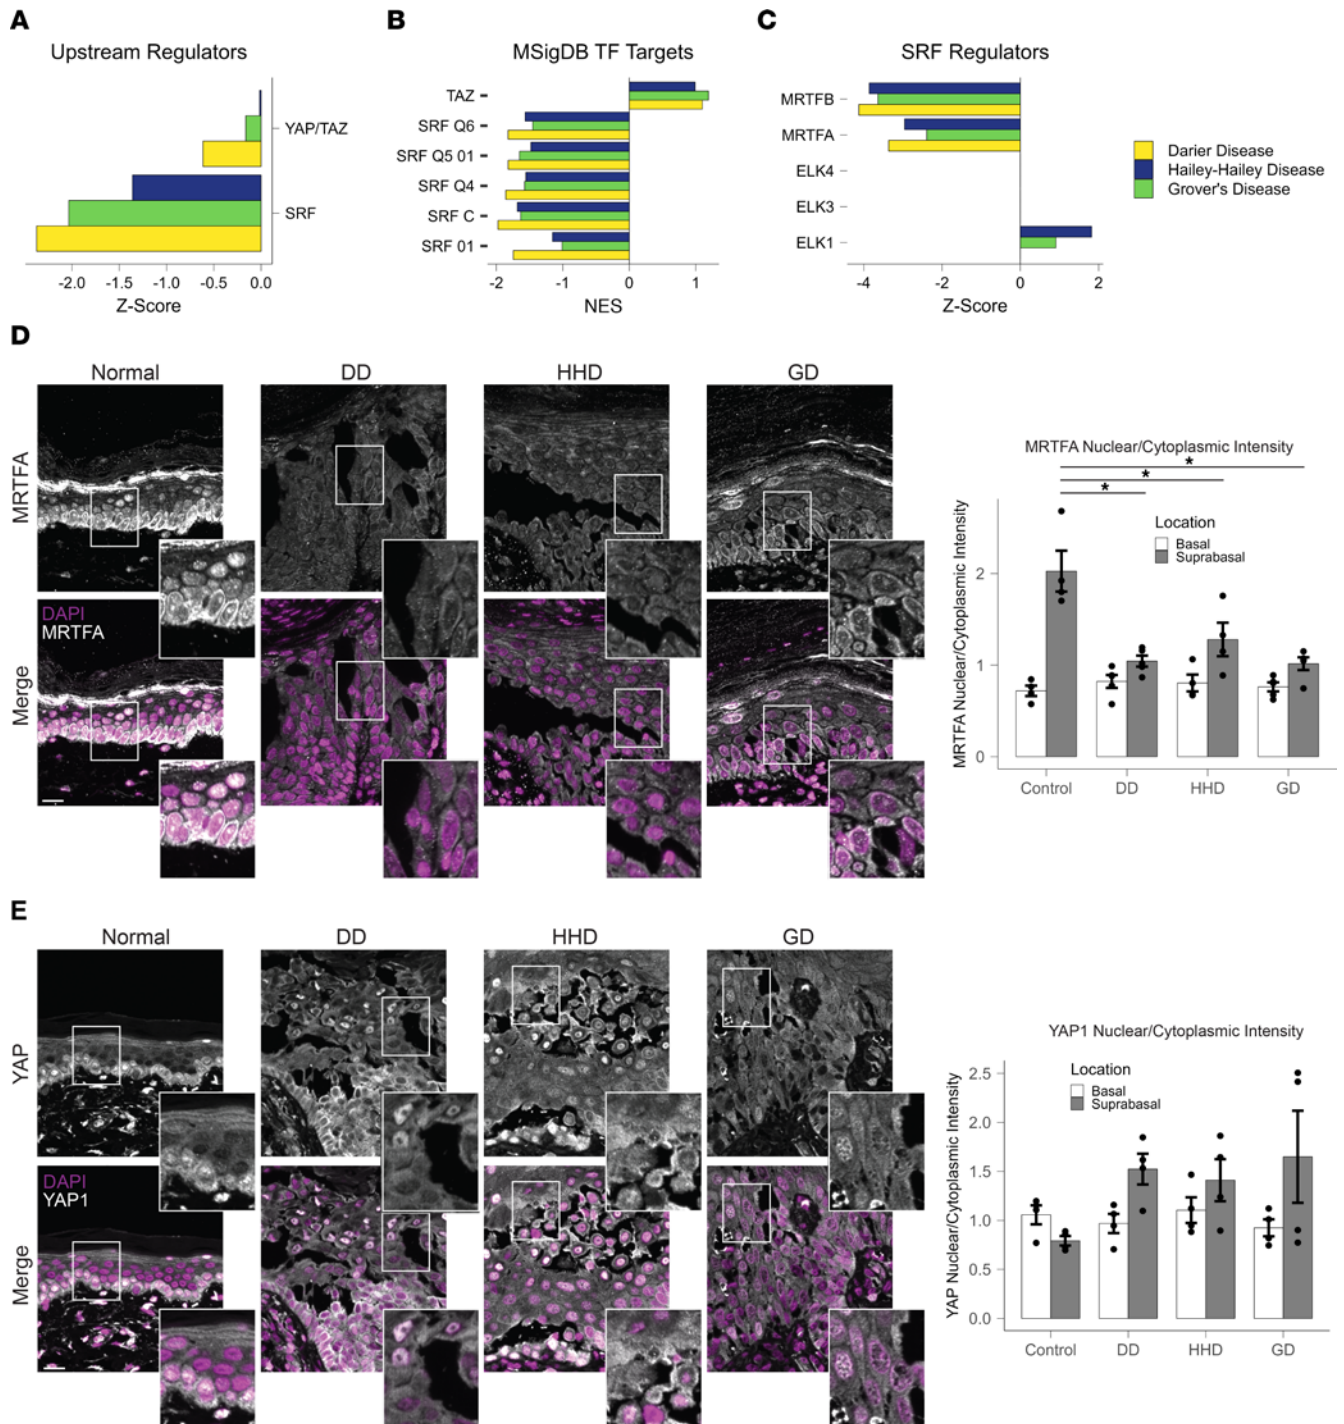 A
Upstream Regulators
YAP/TAZ
SRF
-2.0 -1.5 -1.0 -0.5 0.0
Z-Score
B
MSigDB TF Targets
TAZ
SRF Q6
SRF Q5 01
SRF Q4
SRF C
SRF 01
-2 -1 0 1
NES
C
SRF Regulators
MRTFB
MRTFA
ELK4
ELK3
ELK1
-4 -2 0 2
Z-Score
Darier Disease
Hailey-Hailey Disease
Grover's Disease
D
Normal DD HHD GD
MRTFA
Merge
DAPI
MRTFA
MRTFA Nuclear/Cytoplasmic Intensity
*
*
*
Location
Basal
Suprabasal
MRTFA Nuclear/Cytoplasmic Intensity
2
1
0
Control DD HHD GD
E
Normal DD HHD GD
YAP
Merge
DAPI
YAP1
YAP1 Nuclear/Cytoplasmic Intensity
Location
Basal
Suprabasal
YAP Nuclear/Cytoplasmic Intensity
2.5
2.0
1.5
1.0
0.5
0.0
Control DD HHD GD